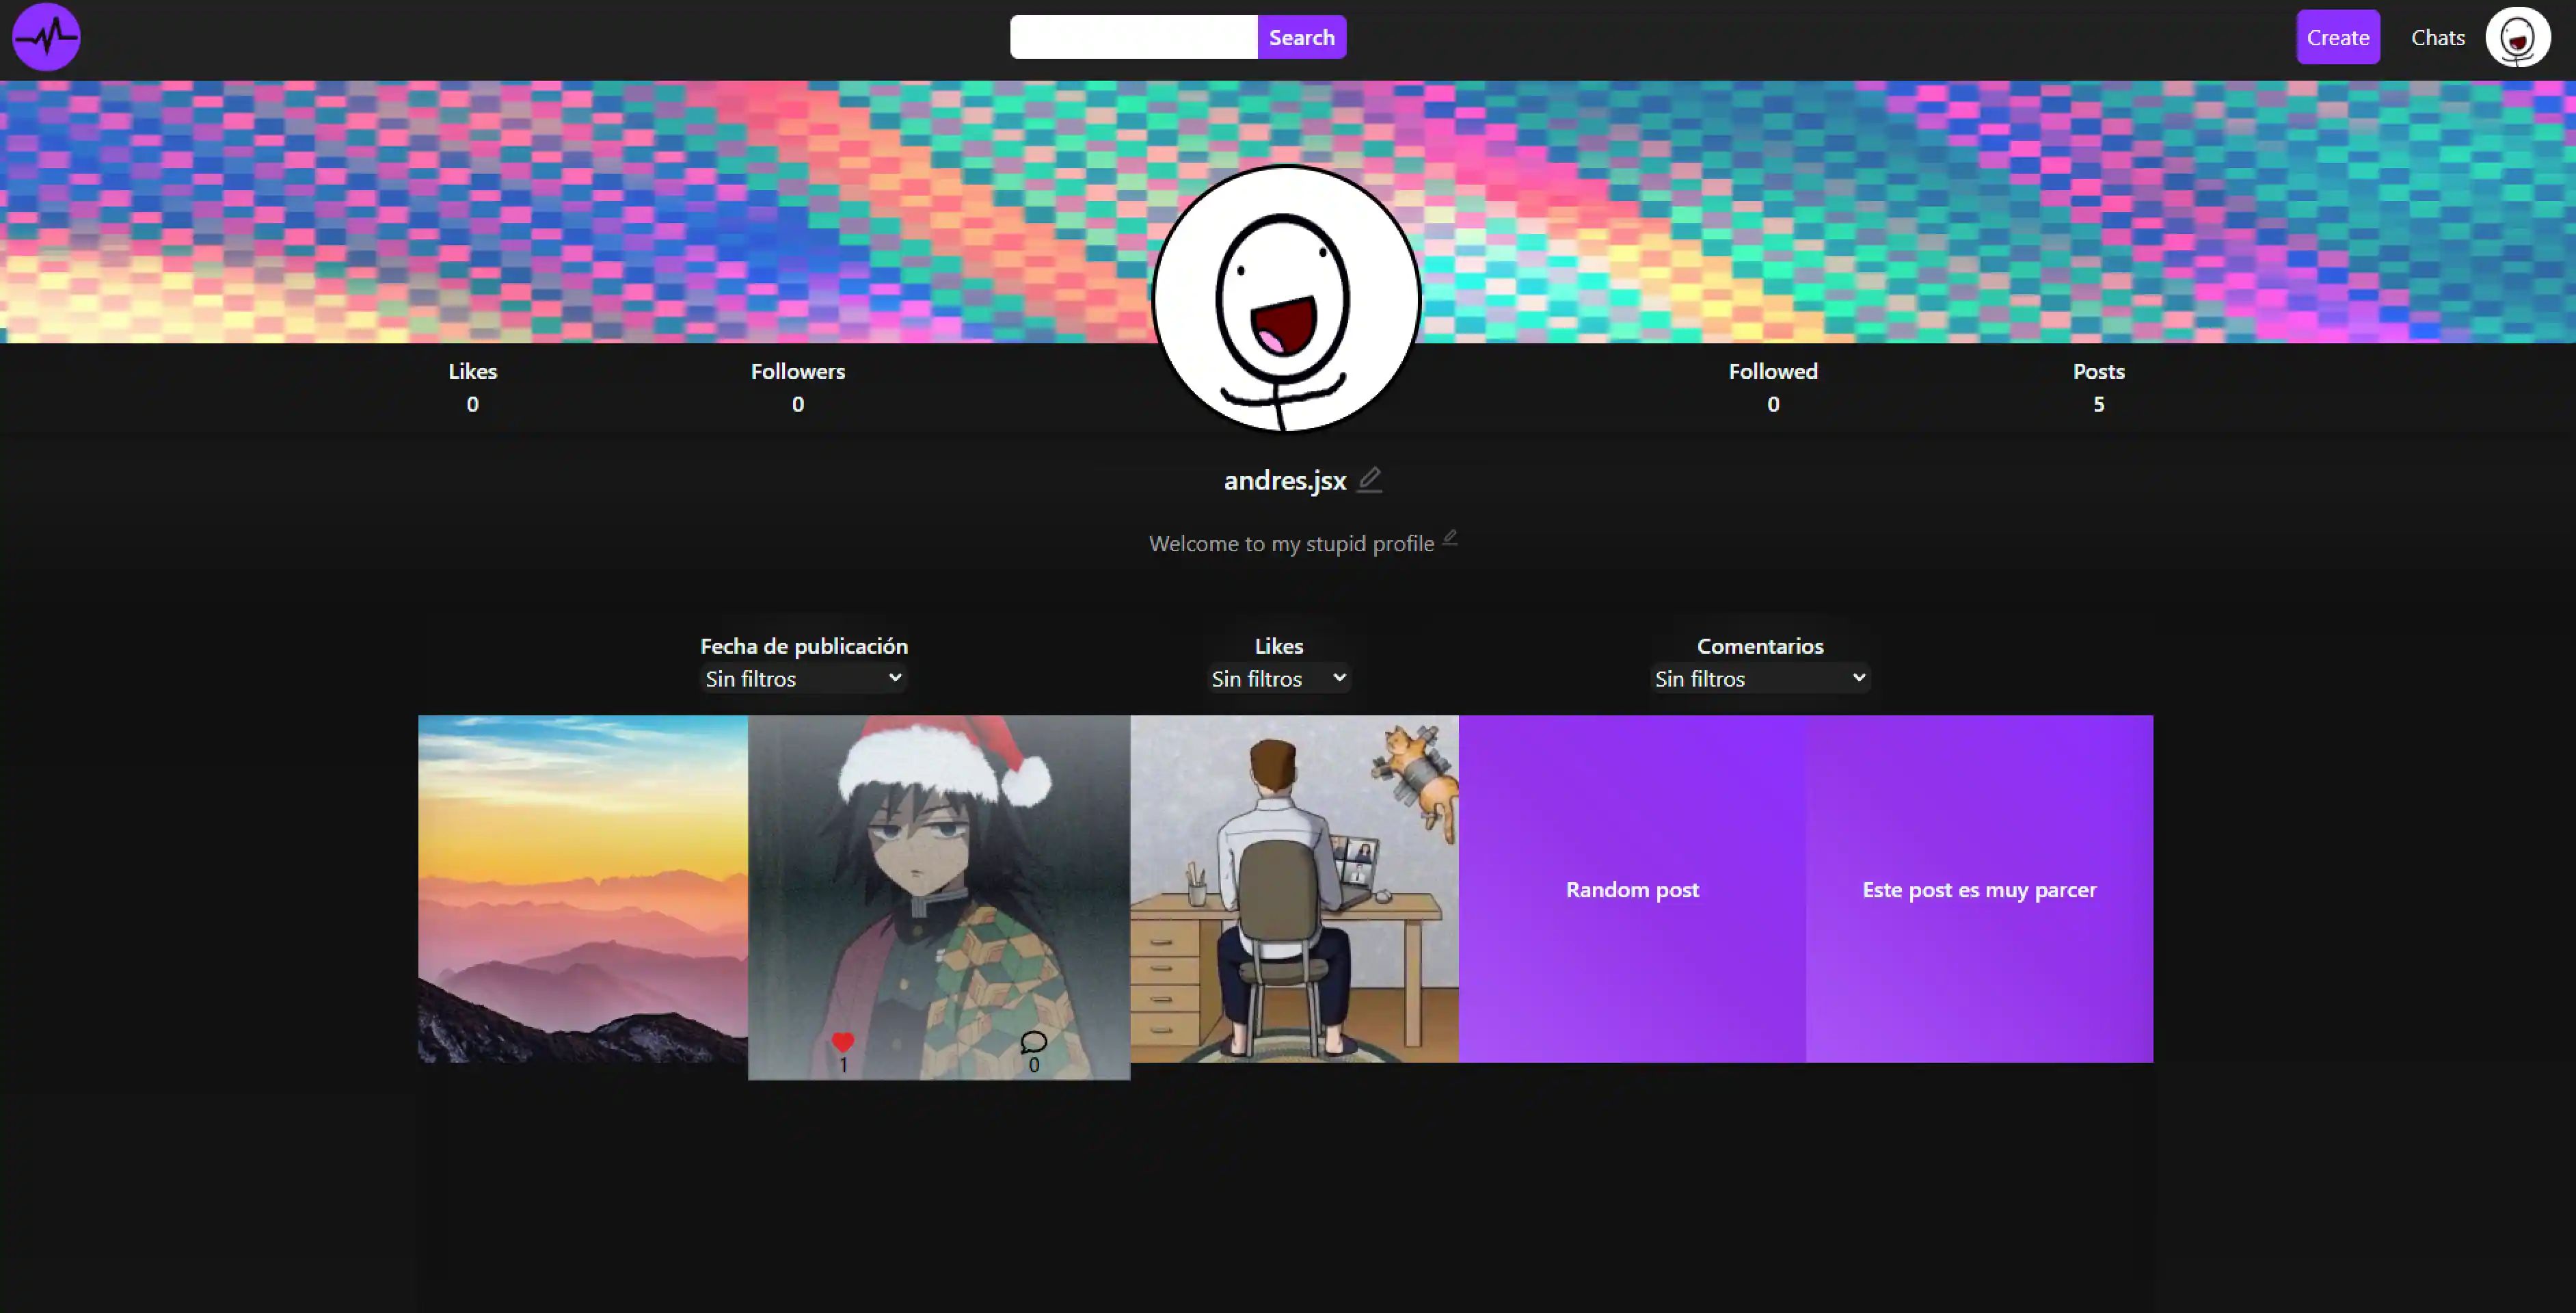 Search
Create
Chats
Likes
0
Followers
0
Followed
0
Posts
5
andres.jsx
Welcome to my stupid profile
Fecha de publicación
Sin filtros
Likes
Sin filtros
Comentarios
Sin filtros
Random post
Este post es muy parcer
1
0